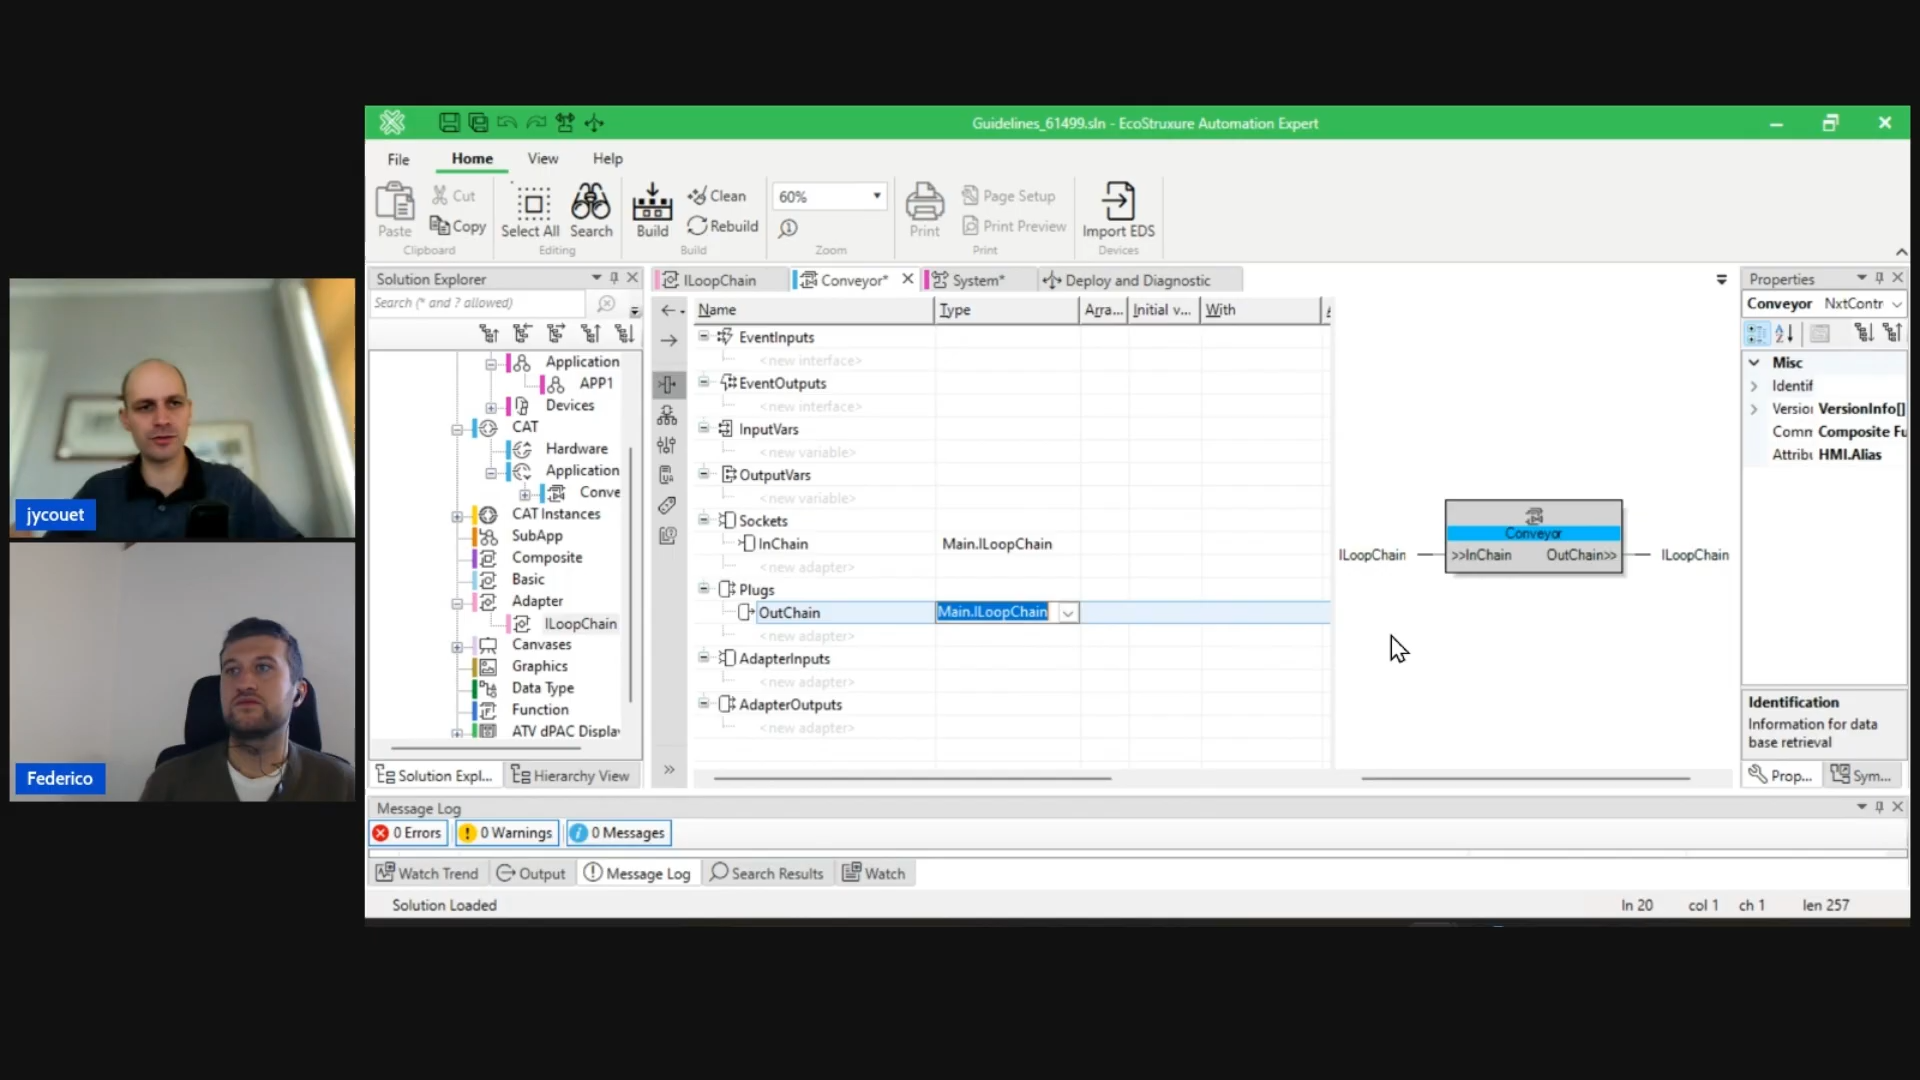 Guidelines_61499.sln - EcoStruxure Automation Expert
File
Home
View
Help
Paste
Cut
Copy
Clipboard
Select All
Search
Editing
Build
Clean
Rebuild
Build
60%
Zoom
Print
Page Setup
Print Preview
Print
Import EDS
Devices
Solution Explorer
Search (* and ? allowed)
Application
APP1
Devices
CAT
Hardware
Application
Conve
CAT Instances
SubApp
Composite
Basic
Adapter
ILoopChain
Canvases
Graphics
Data Type
Function
ATV dPAC Display
Solution Expl...
Hierarchy View
ILoopChain
Conveyor*
System*
Deploy and Diagnostic
Name
Type
Arra...
Initial v...
With
EventInputs
<new interface>
EventOutputs
<new interface>
InputVars
<new variable>
OutputVars
<new variable>
Sockets
InChain
Main.ILoopChain
<new adapter>
Plugs
OutChain
Main.ILoopChain
<new adapter>
AdapterInputs
<new adapter>
AdapterOutputs
<new adapter>
Conveyor
ILoopChain
>>InChain
OutChain>>
ILoopChain
Properties
Conveyor NxtContr
Misc
Identif
Version VersionInfo[]
Comm Composite Fu
Attribu HMI.Alias
Identification
Information for data
base retrieval
Prop...
Sym...
Message Log
0 Errors
0 Warnings
0 Messages
Watch Trend
Output
Message Log
Search Results
Watch
Solution Loaded
ln 20
col 1
ch 1
len 257
jycouet
Federico